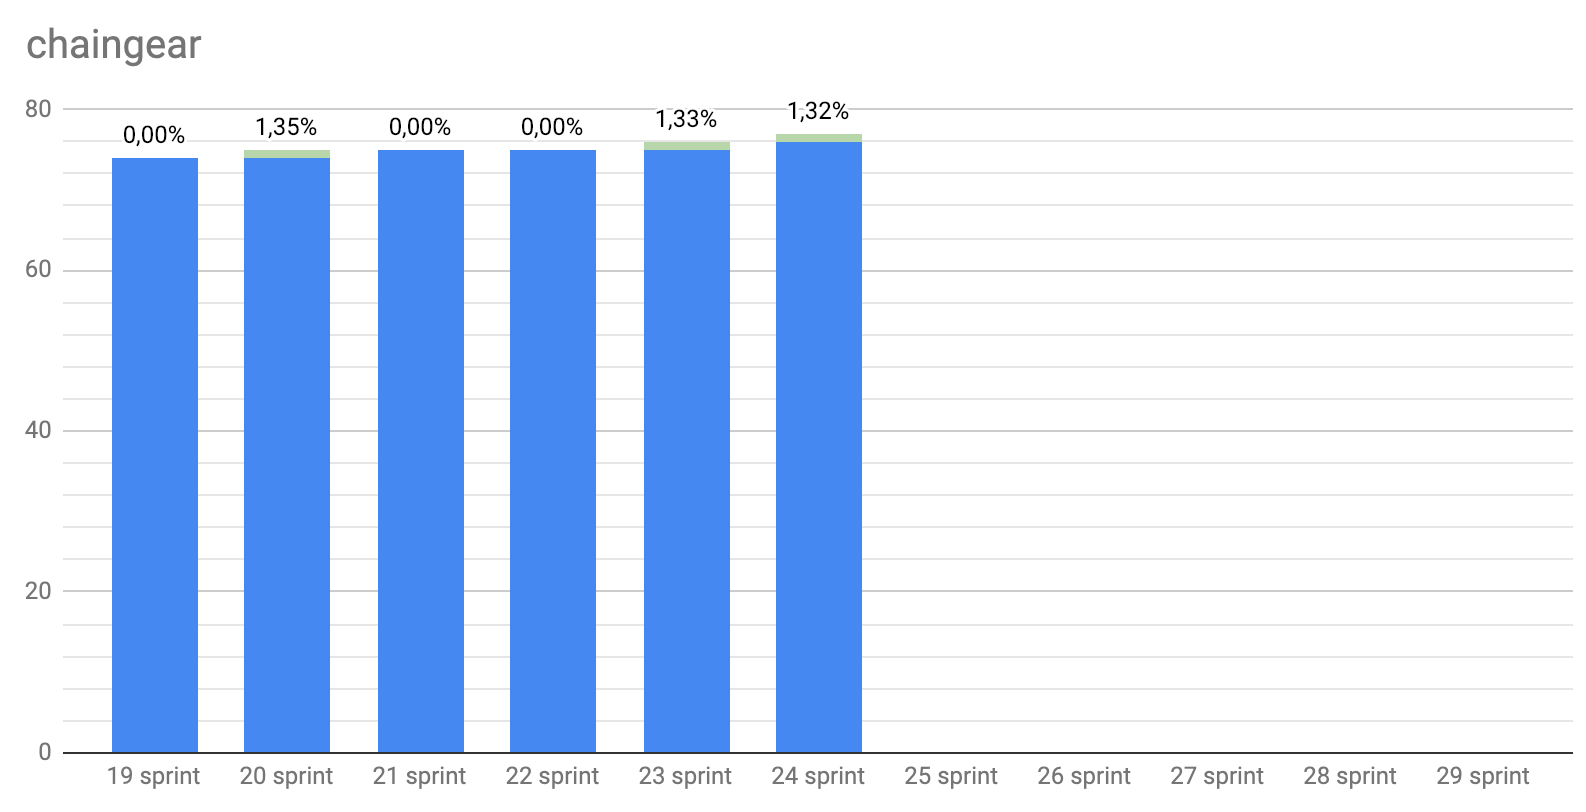 chaingear
80
60
40
20
0
0,00%
1,35%
0,00%
0,00%
1,33%
1,32%
19 sprint
20 sprint
21 sprint
22 sprint
23 sprint
24 sprint
25 sprint
26 sprint
27 sprint
28 sprint
29 sprint